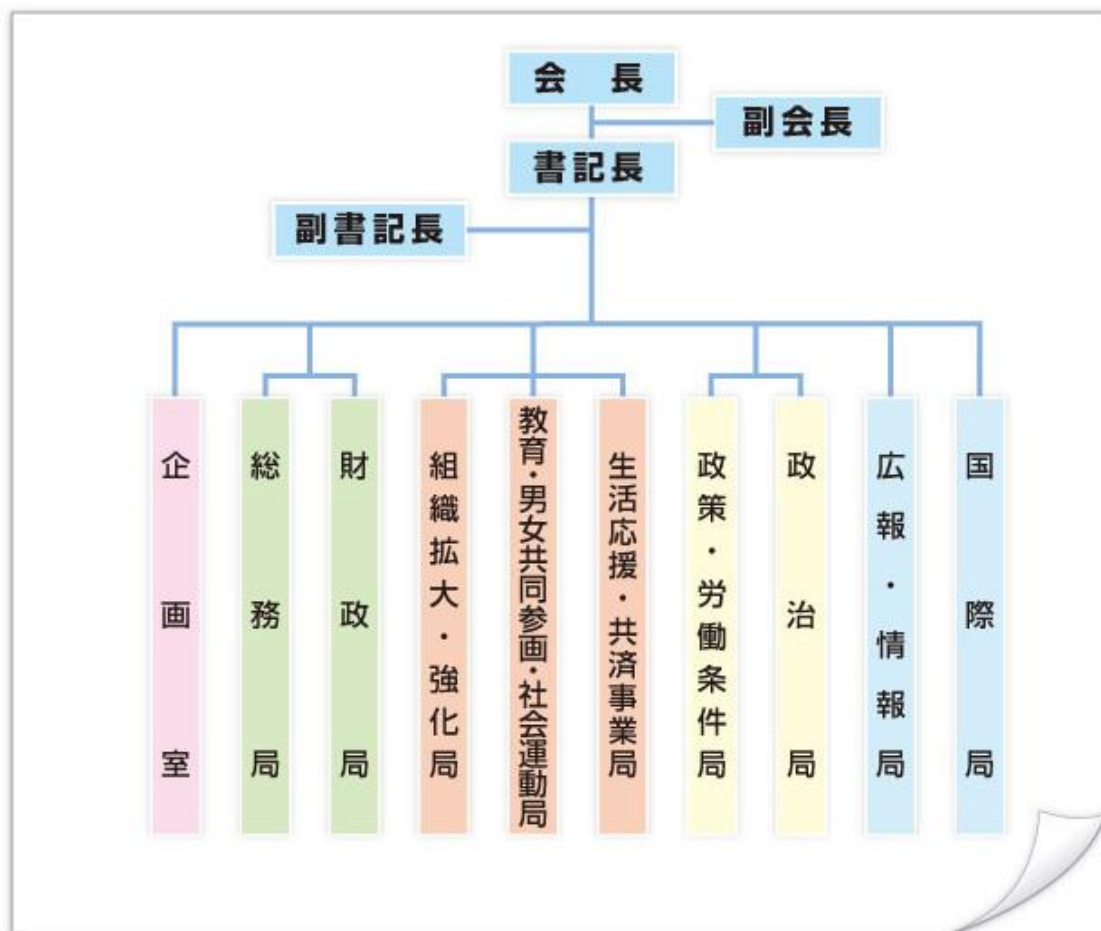 会長
副会長
書記長
副書記長
企画室
総務局
財政局
組織拡大・強化局
教育・男女共同参画・社会運動局
生活応援・共済事業局
政策・労働条件局
政治局
広報・情報局
国際局